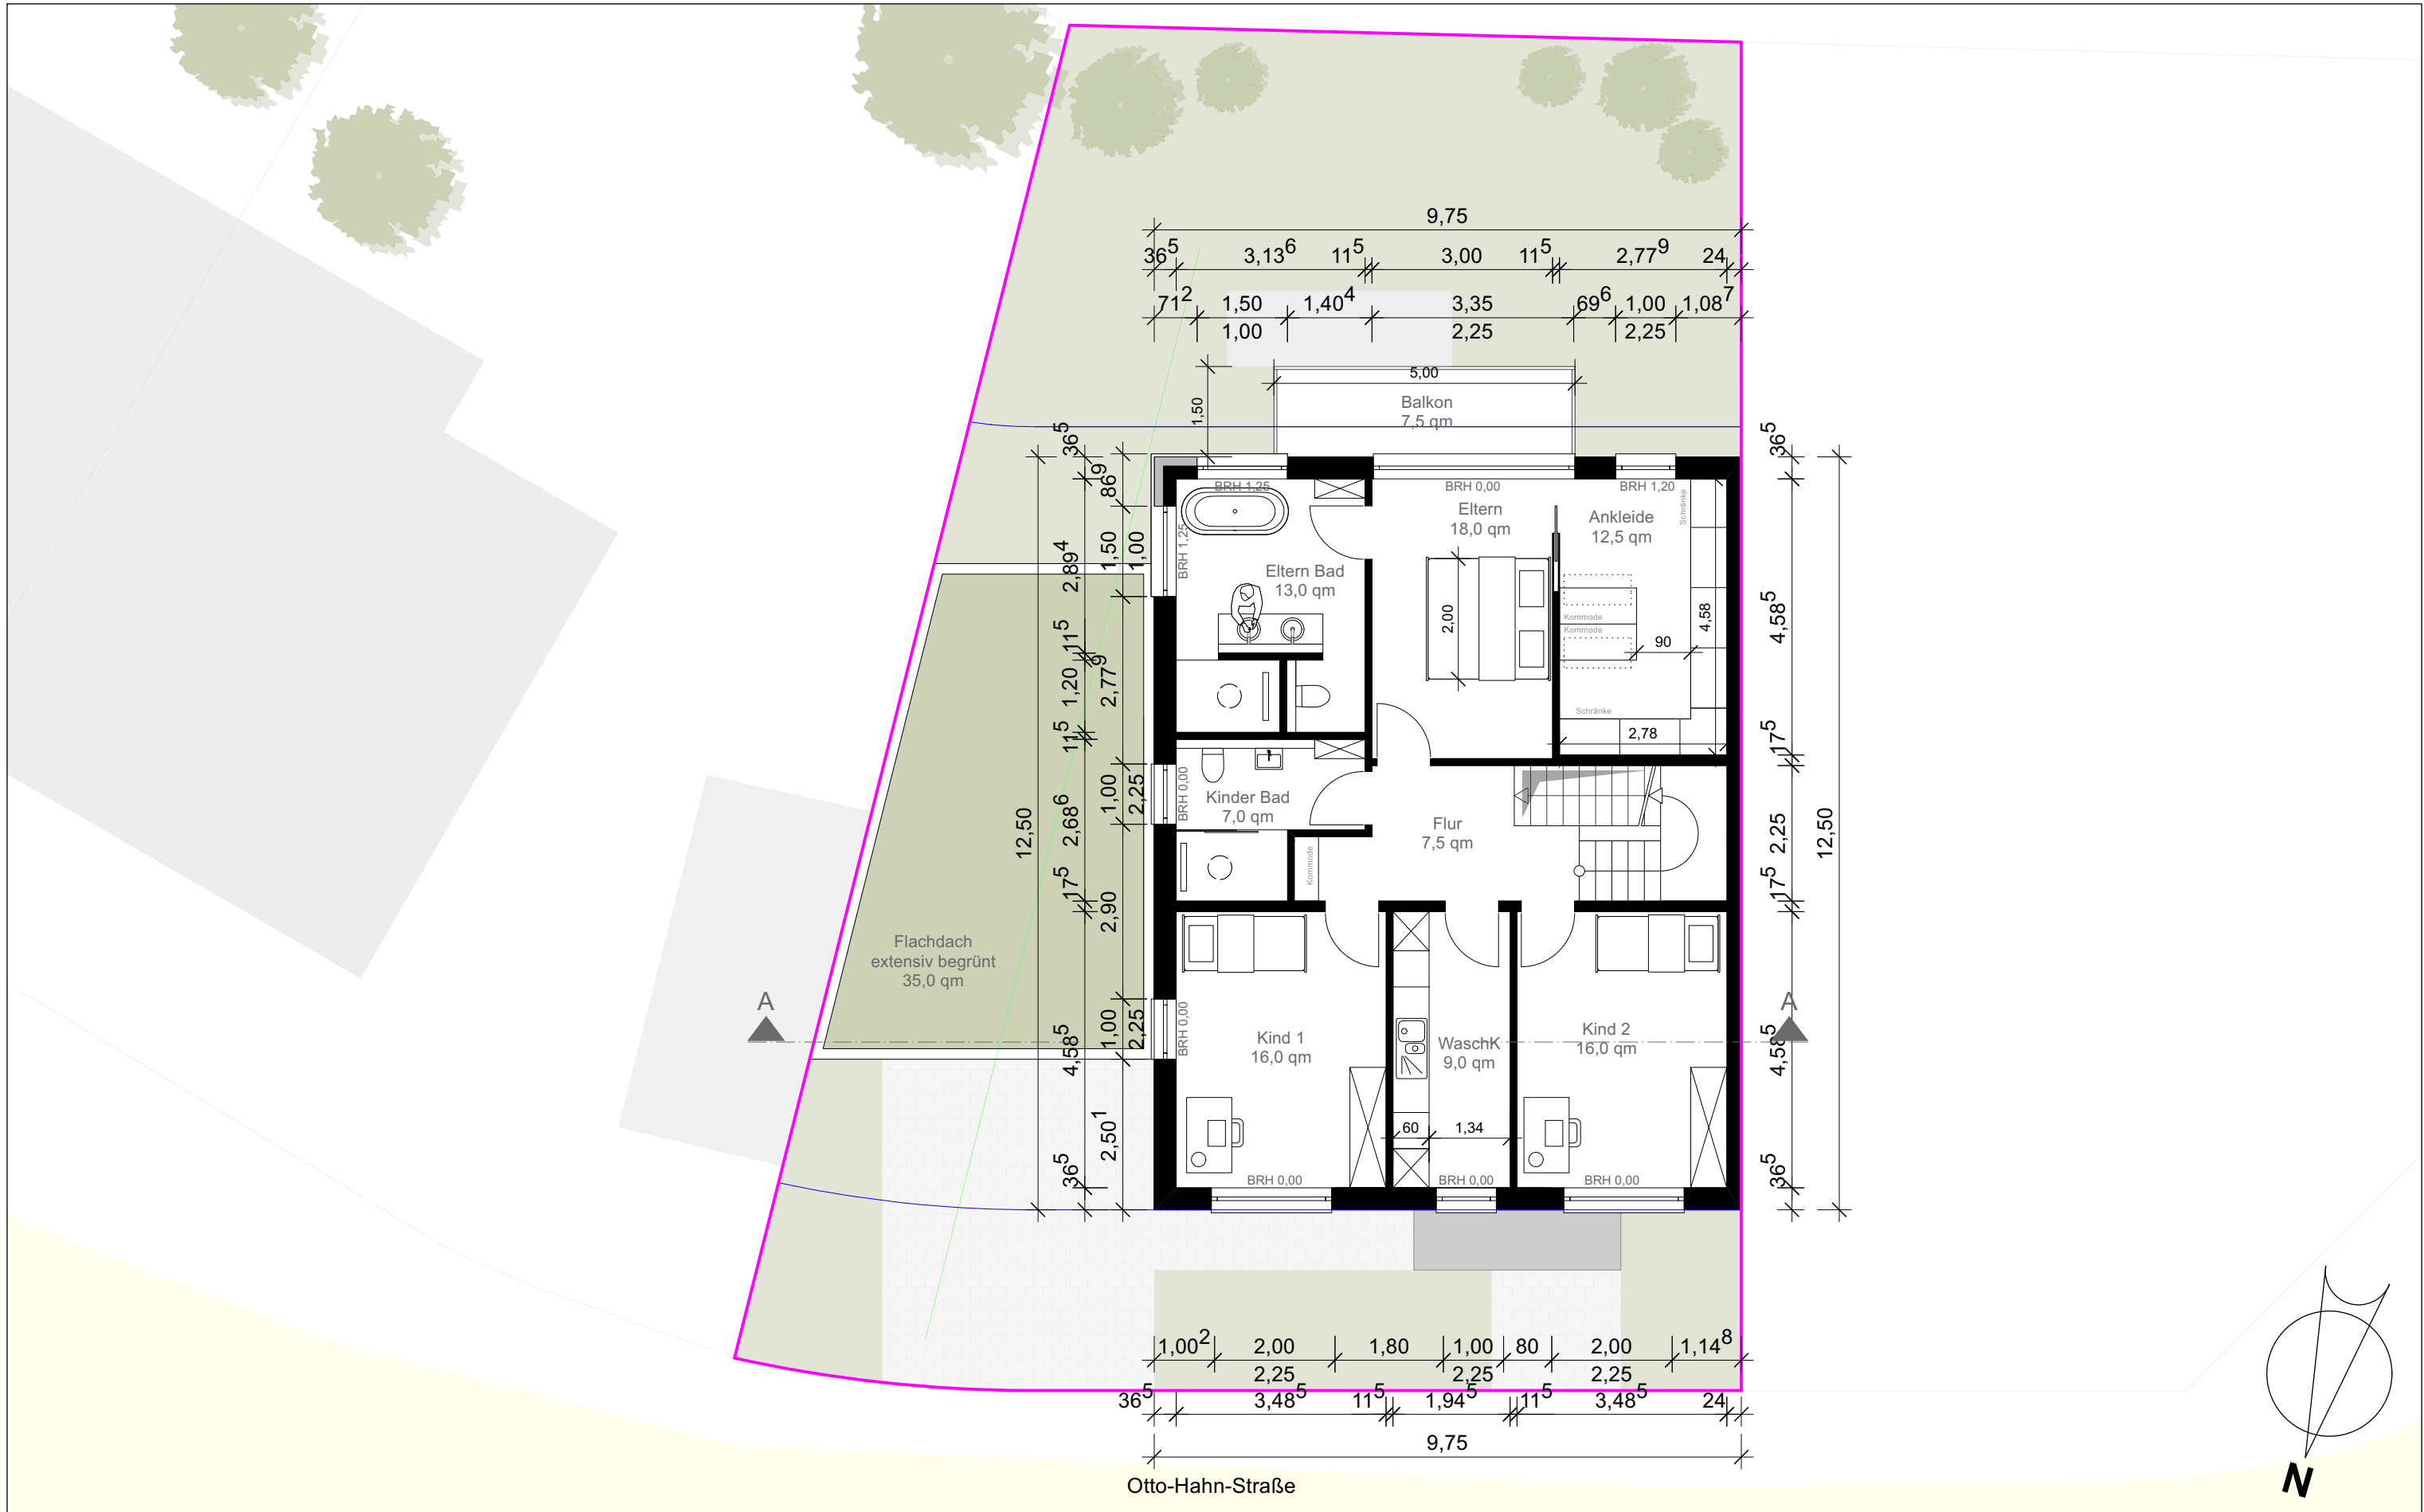 9,75
36⁵ 3,13⁶ 11⁵ 3,00 11⁵ 2,77⁹ 24
71² 1,50 1,40⁴ 3,35 69⁶ 1,00 1,08⁷
1,00 2,25 2,25
5,00
1,50
Balkon
7,5 qm
36⁵
86⁹
2,89⁴
1,50
1,00
11⁵
1,20
2,77⁹
11⁵
1,00
2,25
12,50
2,68⁶
17⁵
2,90
1,00
2,25
4,58⁵
2,50¹
36⁵
BRH 1,25
BRH 1,25
Eltern Bad
13,0 qm
BRH 0,00
Eltern
18,0 qm
2,00
BRH 1,20
Schränke
Ankleide
12,5 qm
Kommode
Kommode
90
4,58
Schränke
2,78
BRH 0,00
Kinder Bad
7,0 qm
Kommode
Flur
7,5 qm
Flachdach
extensiv begrünt
35,0 qm
A
A
BRH 0,00
Kind 1
16,0 qm
BRH 0,00
WaschK
9,0 qm
60 1,34
BRH 0,00
Kind 2
16,0 qm
BRH 0,00
36⁵
4,58⁵
17⁵
2,25
12,50
17⁵
4,58⁵
36⁵
1,00² 2,00 1,80 1,00 80 2,00 1,14⁸
2,25 2,25 2,25
36⁵ 3,48⁵ 11⁵ 1,94⁵ 11⁵ 3,48⁵ 24
9,75
Otto-Hahn-Straße
N